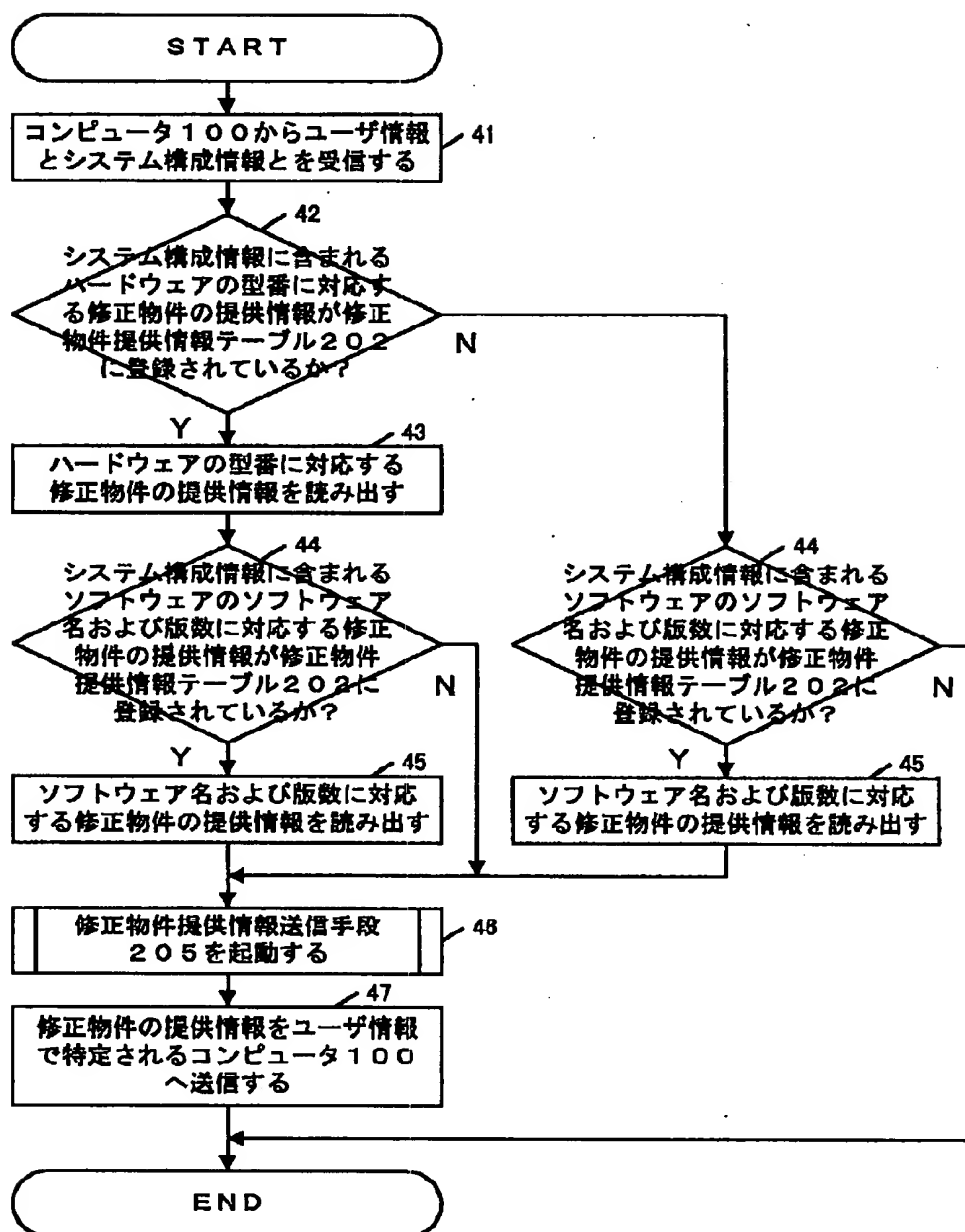 START
コンピュータ１００からユーザ情報
とシステム構成情報とを受信する
41
42
システム構成情報に含まれる
ハードウェアの型番に対応す
る修正物件の提供情報が修正
物件提供情報テーブル２０２
に登録されているか？
N
Y
43
ハードウェアの型番に対応する
修正物件の提供情報を読み出す
44
システム構成情報に含まれる
ソフトウェアのソフトウェア
名および版数に対応する修正
物件の提供情報が修正物件
提供情報テーブル２０２に
登録されているか？
N
Y
44
システム構成情報に含まれる
ソフトウェアのソフトウェア
名および版数に対応する修正
物件の提供情報が修正物件
提供情報テーブル２０２に
登録されているか？
N
Y
45
ソフトウェア名および版数に対応
する修正物件の提供情報を読み出す
45
ソフトウェア名および版数に対応
する修正物件の提供情報を読み出す
修正物件提供情報送信手段
２０５を起動する
46
47
修正物件の提供情報をユーザ情報
で特定されるコンピュータ１００
へ送信する
END